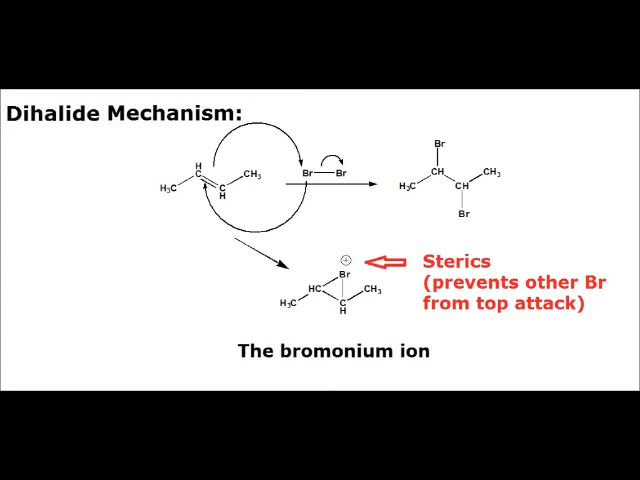 Dihalide Mechanism:
H
C
CH3
H3C
C
H
Br
Br
Br
CH
CH3
H3C
CH
Br
⊕
Br
HC
CH3
H3C
C
H
Sterics
(prevents other Br
from top attack)
The bromonium ion